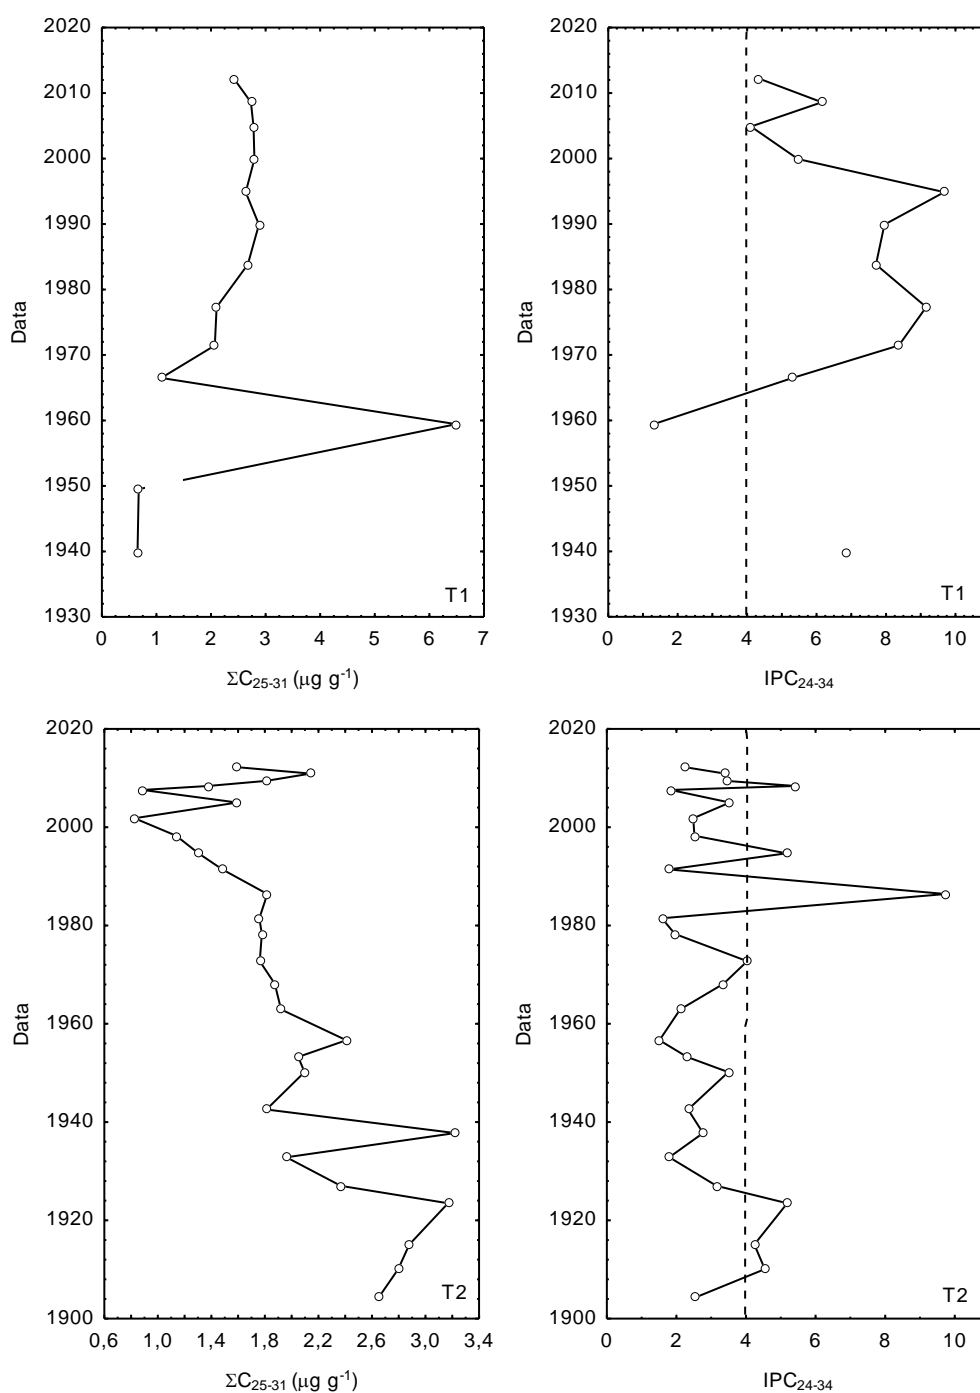 2020
2010
2000
1990
1980
1970
1960
1950
1940
1930
Data
0 1 2 3 4 5 6 7
T1
ΣC25-31 (μg g-1)
2020
2010
2000
1990
1980
1970
1960
1950
1940
1930
Data
0 2 4 6 8 10
T1
IPC24-34
2020
2000
1980
1960
1940
1920
1900
Data
0,6 1,0 1,4 1,8 2,2 2,6 3,0 3,4
T2
ΣC25-31 (μg g-1)
2020
2000
1980
1960
1940
1920
1900
Data
0 2 4 6 8 10
T2
IPC24-34